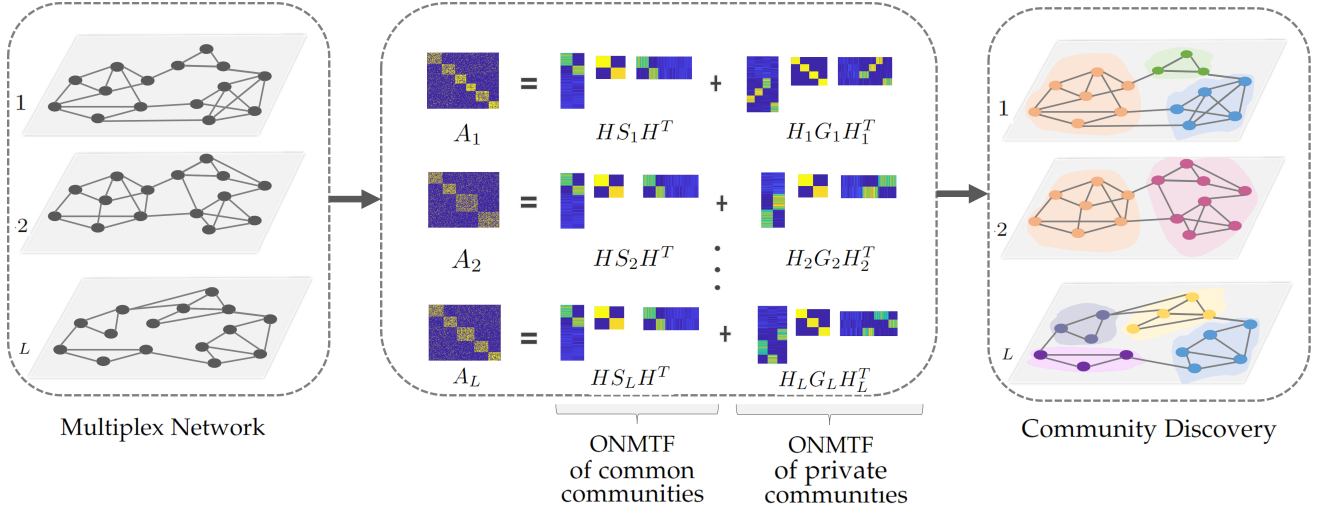 1
2
L
Multiplex Network
=
+
A_1
HS_1H^T
H_1G_1H_1^T
=
+
A_2
HS_2H^T
H_2G_2H_2^T
=
+
A_L
HS_LH^T
H_LG_LH_L^T
ONMTF
of common
communities
ONMTF
of private
communities
1
2
L
Community Discovery